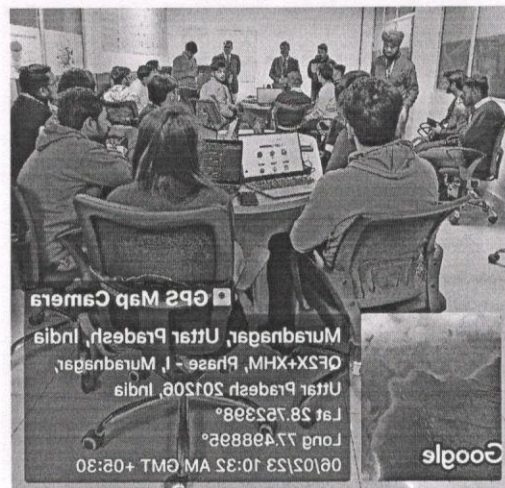 GPS Map Camera
Muradnagar, Uttar Pradesh, India
QF2X+XHM, Phase - I, Muradnagar,
Uttar Pradesh 201206, India
Lat 28.752398°
Long 77.498895°
06/02/23 10:32 AM GMT +05:30
Google